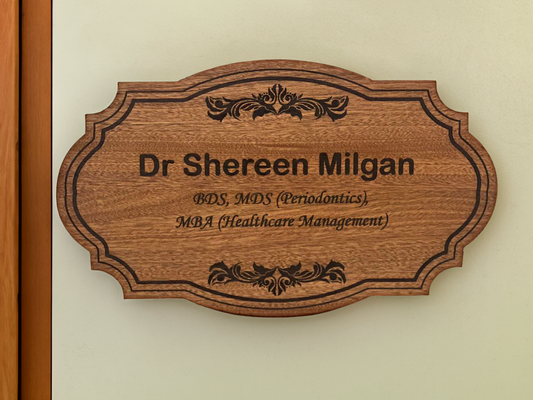 Dr Shereen Milgan
BDS, MDS (Periodontics),
MBA (Healthcare Management)